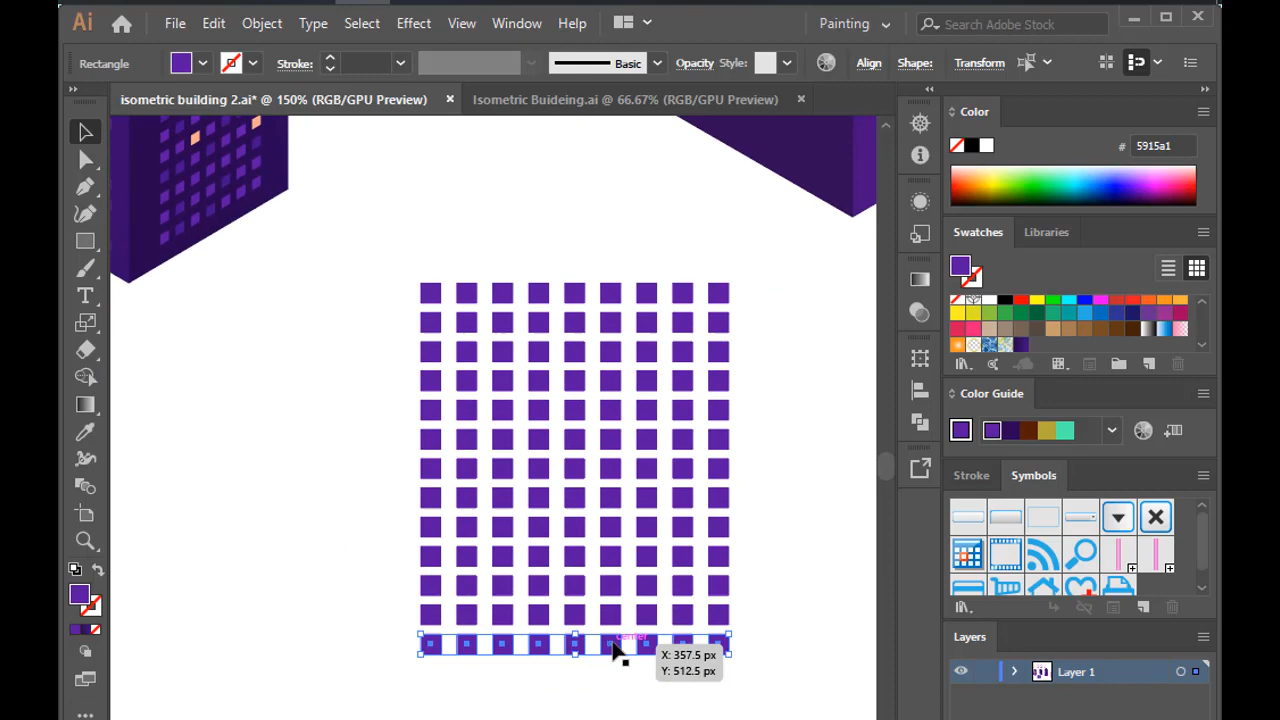 Ai File Edit Object Type Select Effect View Window Help Painting Search Adobe Stock
Rectangle Stroke: Basic Opacity Style: Align Shape: Transform
isometric building 2.ai* @ 150% (RGB/GPU Preview) Isometric Buideing.ai @ 66.67% (RGB/GPU Preview)
Color
# 5915a1
Swatches Libraries
Color Guide
Stroke Symbols
center
X: 357.5 px
Y: 512.5 px
Layers
Layer 1